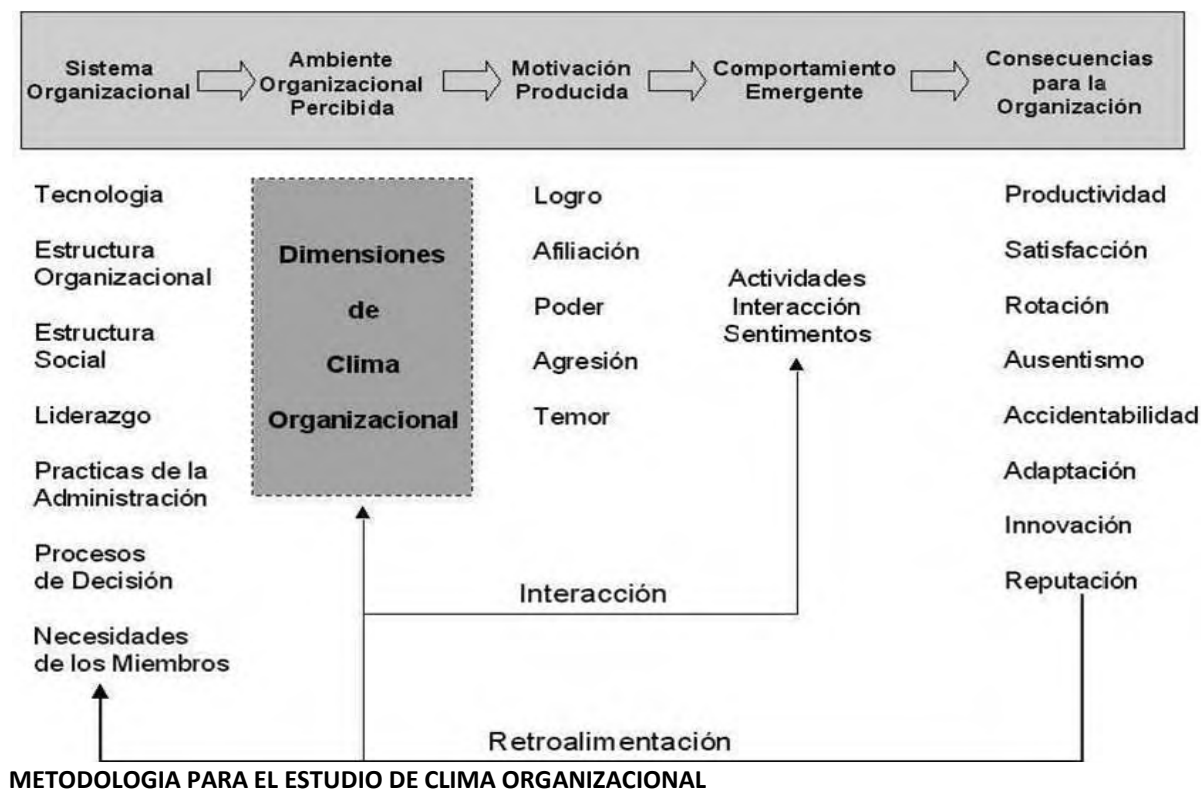 Sistema
Organizacional
Ambiente
Organizacional
Percibida
Motivación
Producida
Comportamiento
Emergente
Consecuencias
para la
Organización
Tecnologia
Estructura
Organizacional
Estructura
Social
Liderazgo
Practicas de la
Administración
Procesos
de Decisión
Necesidades
de los Miembros
Dimensiones
de
Clima
Organizacional
Logro
Afiliación
Poder
Agresión
Temor
Actividades
Interacción
Sentimentos
Productividad
Satisfacción
Rotación
Ausentismo
Accidentabilidad
Adaptación
Innovación
Reputación
Interacción
Retroalimentación
METODOLOGIA PARA EL ESTUDIO DE CLIMA ORGANIZACIONAL